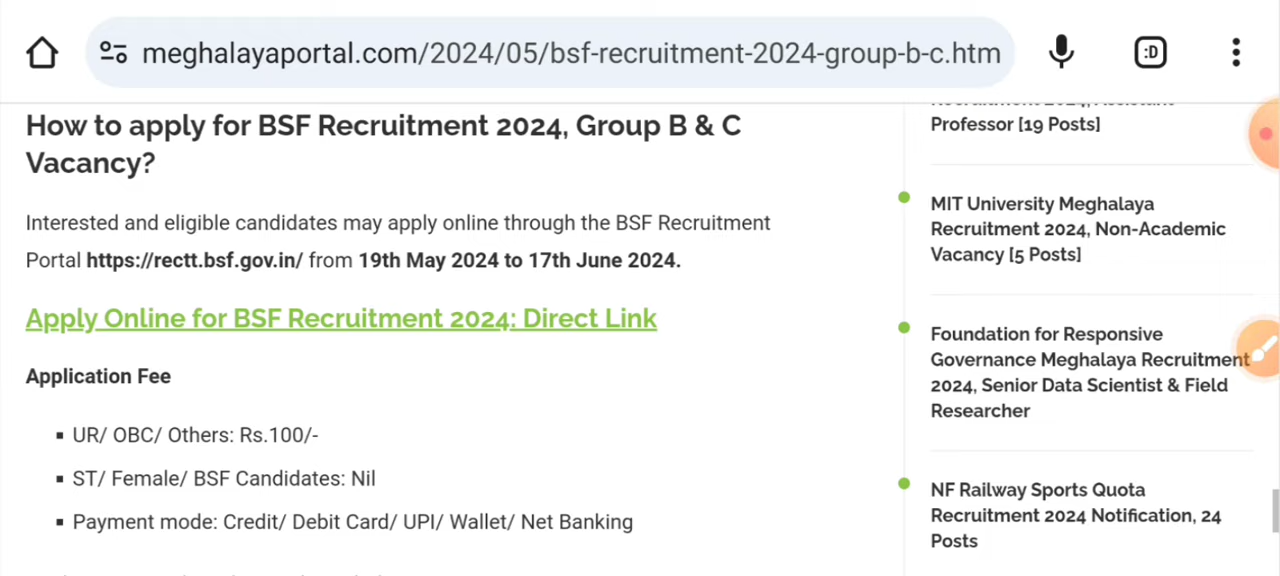 meghalayaportal.com/2024/05/bsf-recruitment-2024-group-b-c.htm
:D
How to apply for BSF Recruitment 2024, Group B & C
Vacancy?
Interested and eligible candidates may apply online through the BSF Recruitment
Portal https://rectt.bsf.gov.in/ from 19th May 2024 to 17th June 2024.
Apply Online for BSF Recruitment 2024: Direct Link
Application Fee
▪ UR/ OBC/ Others: Rs.100/-
▪ ST/ Female/ BSF Candidates: Nil
▪ Payment mode: Credit/ Debit Card/ UPI/ Wallet/ Net Banking
Professor [19 Posts]
MIT University Meghalaya
Recruitment 2024, Non-Academic
Vacancy [5 Posts]
Foundation for Responsive
Governance Meghalaya Recruitment
2024, Senior Data Scientist & Field
Researcher
NF Railway Sports Quota
Recruitment 2024 Notification, 24
Posts